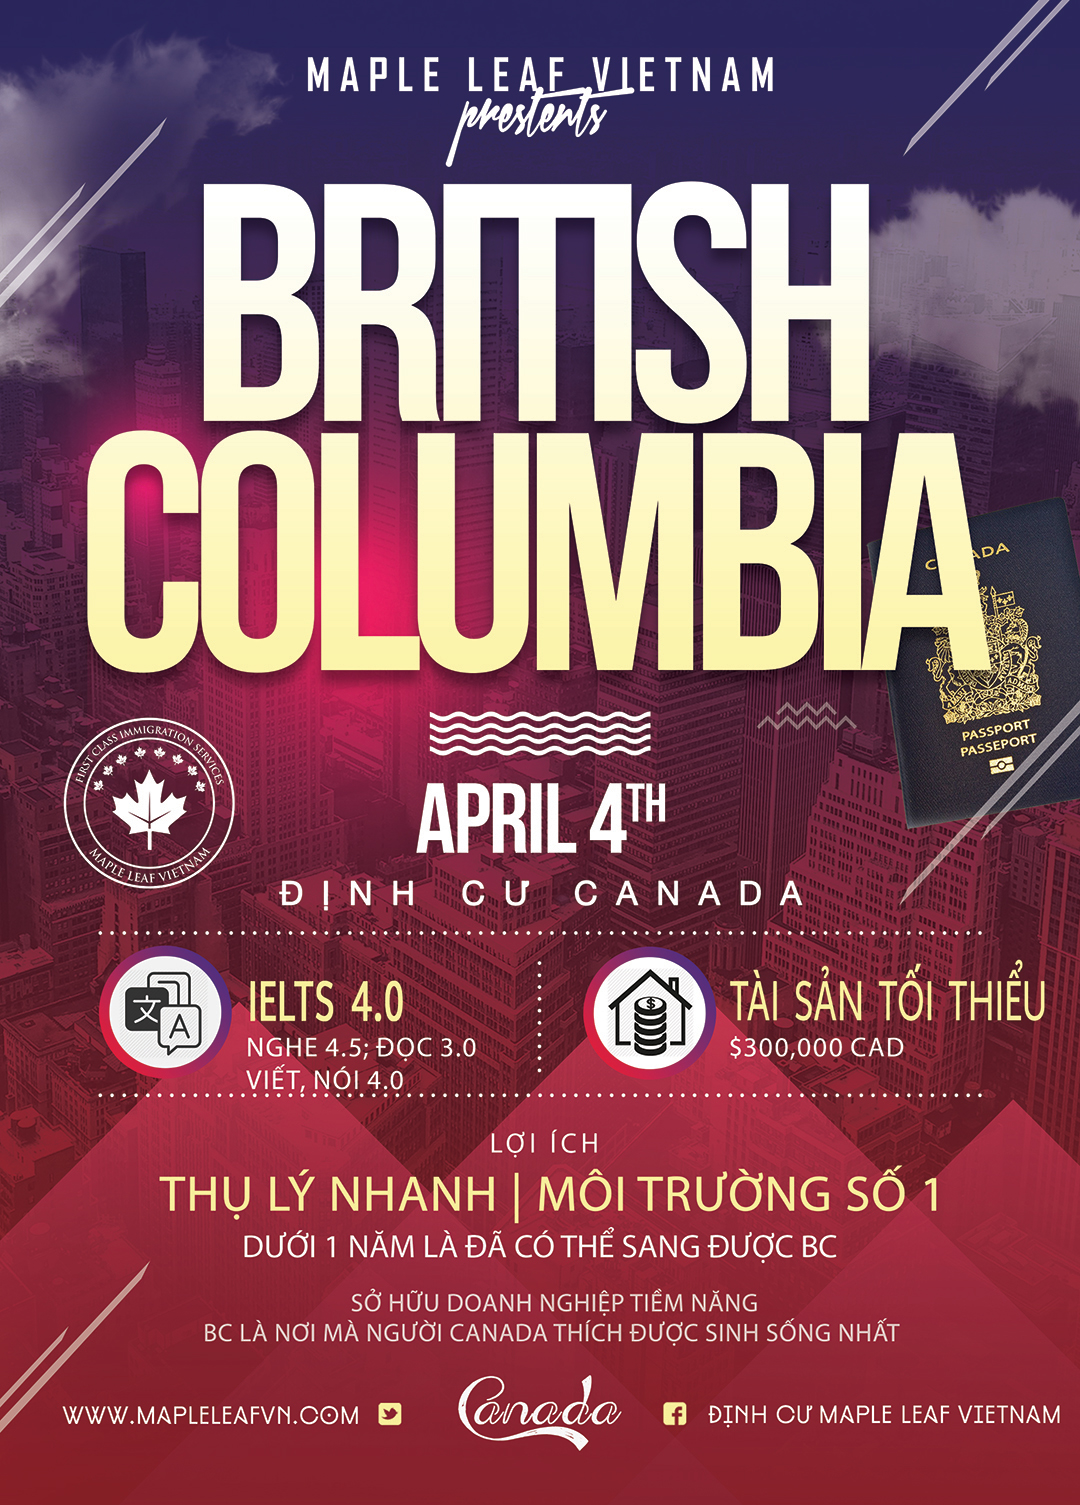 MAPLE LEAF VIETNAM
prestents
BRITISH
COLUMBIA
CANADA
PASSPORT
PASSEPORT
FIRST CLASS IMMIGRATION SERVICES
MAPLE LEAF VIETNAM
APRIL 4TH
ĐỊNH CƯ CANADA
文
A
IELTS 4.0
NGHE 4.5; ĐỌC 3.0
VIẾT, NÓI 4.0
$
TÀI SẢN TỐI THIỂU
$300,000 CAD
LỢI ÍCH
THỤ LÝ NHANH | MÔI TRƯỜNG SỐ 1
DƯỚI 1 NĂM LÀ ĐÃ CÓ THỂ SANG ĐƯỢC BC
SỞ HỮU DOANH NGHIỆP TIỀM NĂNG
BC LÀ NƠI MÀ NGƯỜI CANADA THÍCH ĐƯỢC SINH SỐNG NHẤT
WWW.MAPLELEAFVN.COM
Canada
ĐỊNH CƯ MAPLE LEAF VIETNAM